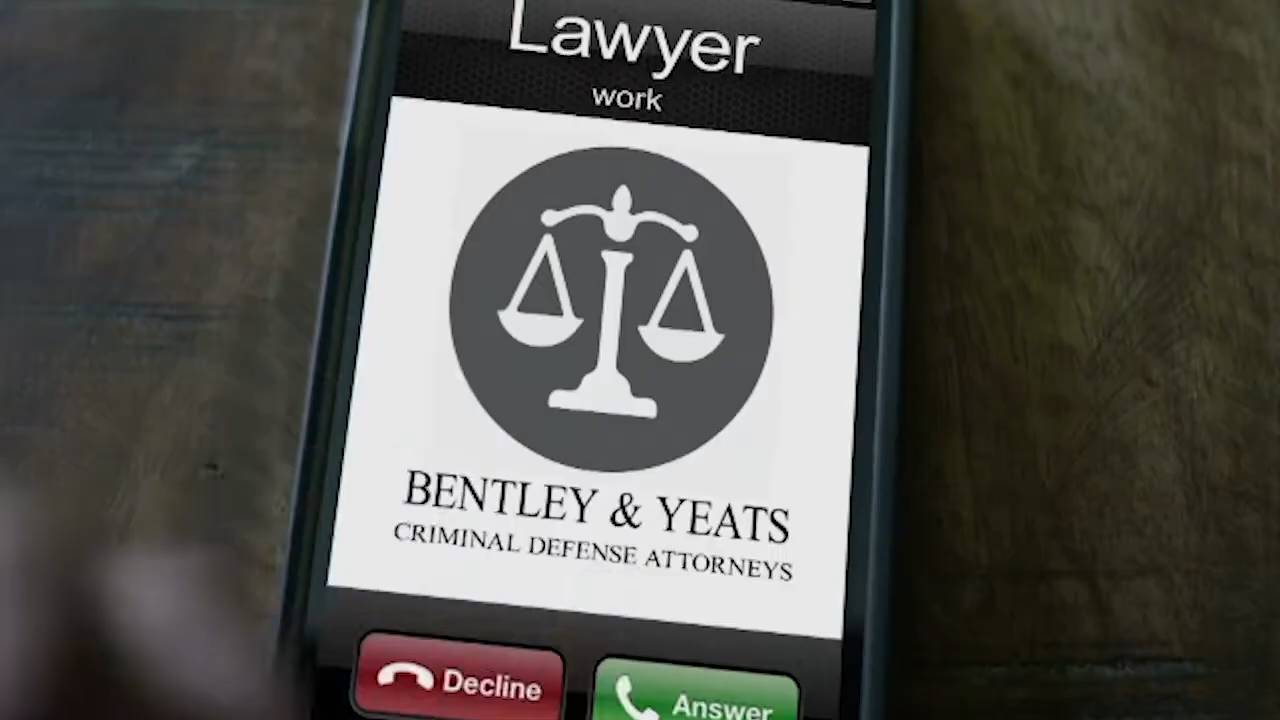 Lawyer
work
BENTLEY & YEATS
CRIMINAL DEFENSE ATTORNEYS
Decline
Answer